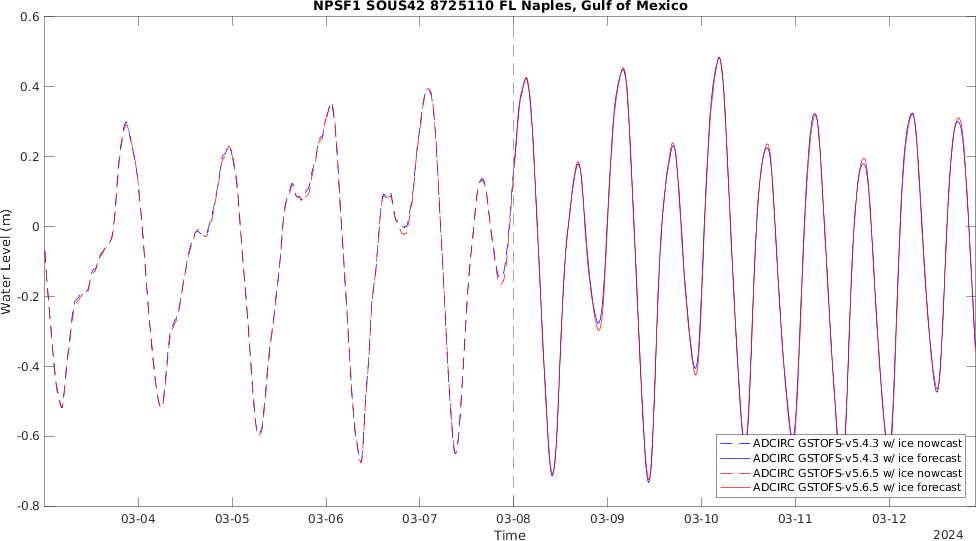 NPSF1 SOUS42 8725110 FL Naples, Gulf of Mexico
0.6
0.4
0.2
0
-0.2
-0.4
-0.6
-0.8
Water Level (m)
03-04 03-05 03-06 03-07 03-08 03-09 03-10 03-11 03-12
Time
2024
ADCIRC GSTOFS-v5.4.3 w/ ice nowcast
ADCIRC GSTOFS-v5.4.3 w/ ice forecast
ADCIRC GSTOFS-v5.6.5 w/ ice nowcast
ADCIRC GSTOFS-v5.6.5 w/ ice forecast